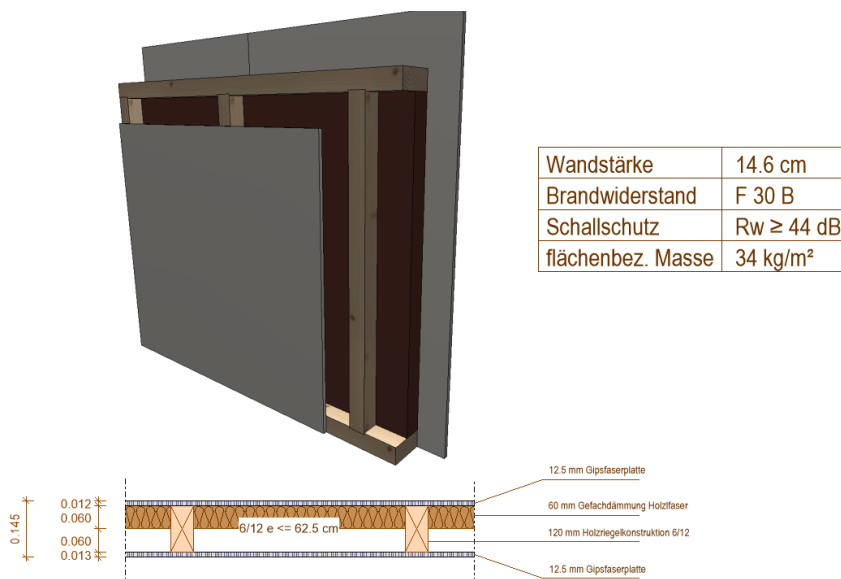 Wandstärke 14.6 cm
Brandwiderstand F 30 B
Schallschutz Rw ≥ 44 dB
flächenbez. Masse 34 kg/m²
12.5 mm Gipsfaserplatte
60 mm Gefachdämmung Holzlfaser
120 mm Holzriegelkonstruktion 6/12
12.5 mm Gipsfaserplatte
0.145
0.012
0.060
0.060
0.013
6/12 e <= 62.5 cm